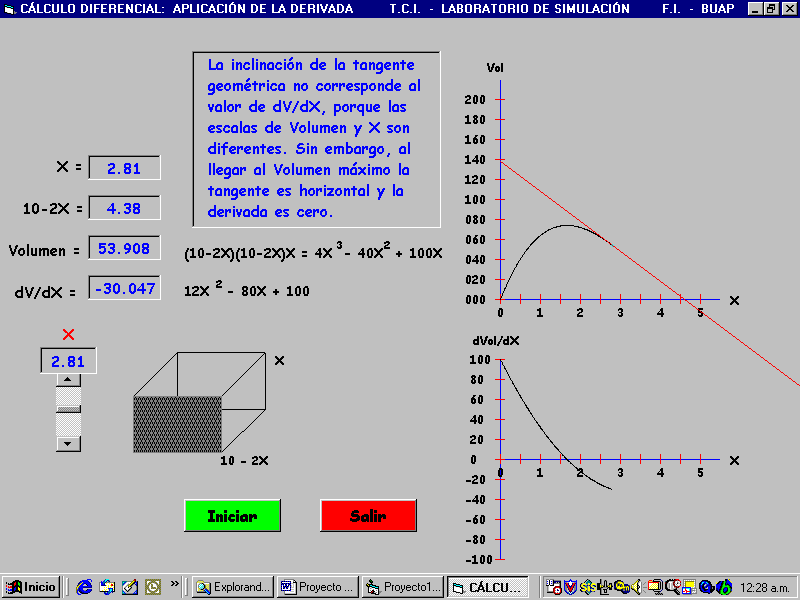 CÁLCULO DIFERENCIAL: APLICACIÓN DE LA DERIVADA T.C.I. - LABORATORIO DE SIMULACIÓN F.I. - BUAP
La inclinación de la tangente
geométrica no corresponde al
valor de dV/dX, porque las
escalas de Volumen y X son
diferentes. Sin embargo, al
llegar al Volumen máximo la
tangente es horizontal y la
derivada es cero.
X = 2.81
10-2X = 4.38
Volumen = 53.908
(10-2X)(10-2X)X = 4X³ - 40X² + 100X
dV/dX = -30.047
12X² - 80X + 100
X
2.81
X
10 - 2X
Iniciar
Salir
Vol
200
180
160
140
120
100
080
060
040
020
000
0 1 2 3 4 5 X
dVol/dX
100
80
60
40
20
0
0 1 2 3 4 5 X
-20
-40
-60
-80
-100
Inicio
»
Explorand...
Proyecto ...
Proyecto1...
CÁLCU...
12:28 a.m.